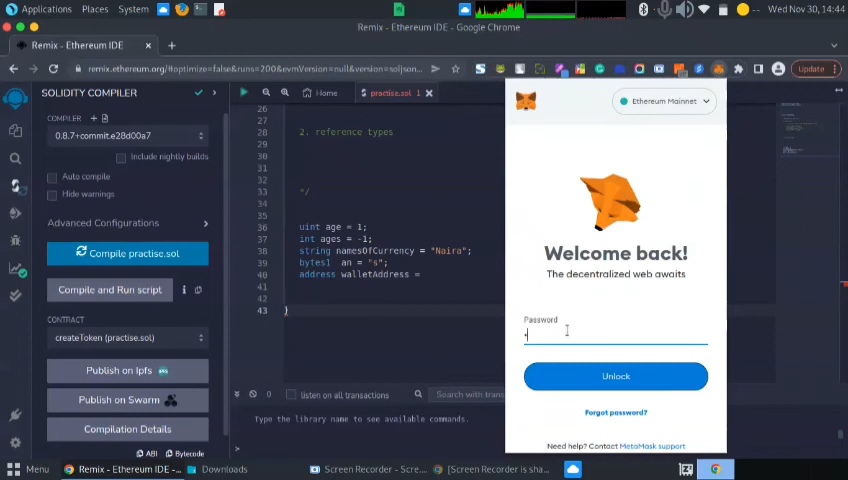 Applications Places System Wed Nov 30, 14:44
Remix - Ethereum IDE - Google Chrome
Remix - Ethereum IDE
remix.ethereum.org/#optimize=false&runs=200&evmVersion=null&version=soljson
Update
SOLIDITY COMPILER
Home
practise.sol 1
Ethereum Mainnet
COMPILER
0.8.7+commit.e28d00a7
Include nightly builds
Auto compile
Hide warnings
Advanced Configurations
Compile practise.sol
Compile and Run script
CONTRACT
createToken (practise.sol)
Publish on Ipfs
Publish on Swarm
Compilation Details
ABI Bytecode
26
27
28 2. reference types
29
30
31
32
33 */
34
35
36 uint age = 1;
37 int ages = -1;
38 string namesOfCurrency = "Naira";
39 bytes1 an = "s";
40 address walletAddress =
41
42
43 }
0 listen on all transactions Search with trans
Type the library name to see available commands.
>
Welcome back!
The decentralized web awaits
Password
Unlock
Forgot password?
Need help? Contact MetaMask support
Menu Remix - Ethereum IDE -... Downloads Screen Recorder - Scre... [Screen Recorder is sha...